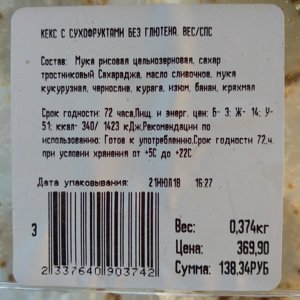 КЕКС С СУХОФРУКТАМИ БЕЗ ГЛЮТЕНА, ВЕС/СПС
Состав: Мука рисовая цельнозерновая, сахар
тростниковый Сахараджа, масло сливочное, мука
кукурузная, чернослив, курага, изюм, банан, крахмал
Срок годности: 72 часа.Пищ. и энерг. цен: Б- 3; Ж- 14; У-
51; ккал- 340/ 1423 кДж.Рекомендации по
использованию: Готов к употреблению.Срок годности 72,ч
при условии хранения от +5С до +22С
Дата упаковывания: 21ИЮЛ18 16:27
3
Вес: 0,374кг
Цена: 369,90
Сумма: 138,34РУБ
2 337640 903742